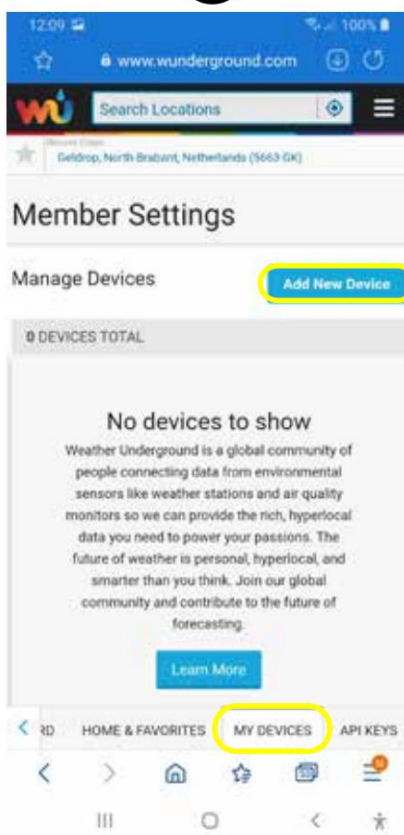 12:09 100%
www.wunderground.com
wu Search Locations
Geldrop, North Brabant, Netherlands (5663 GK)
Member Settings
Manage Devices Add New Device
0 DEVICES TOTAL
No devices to show
Weather Underground is a global community of
people connecting data from environmental
sensors like weather stations and air quality
monitors so we can provide the rich, hyperlocal
data you need to power your passions. The
future of weather is personal, hyperlocal, and
smarter than you think. Join our global
community and contribute to the future of
forecasting.
Learn More
RD HOME & FAVORITES MY DEVICES API KEYS
N